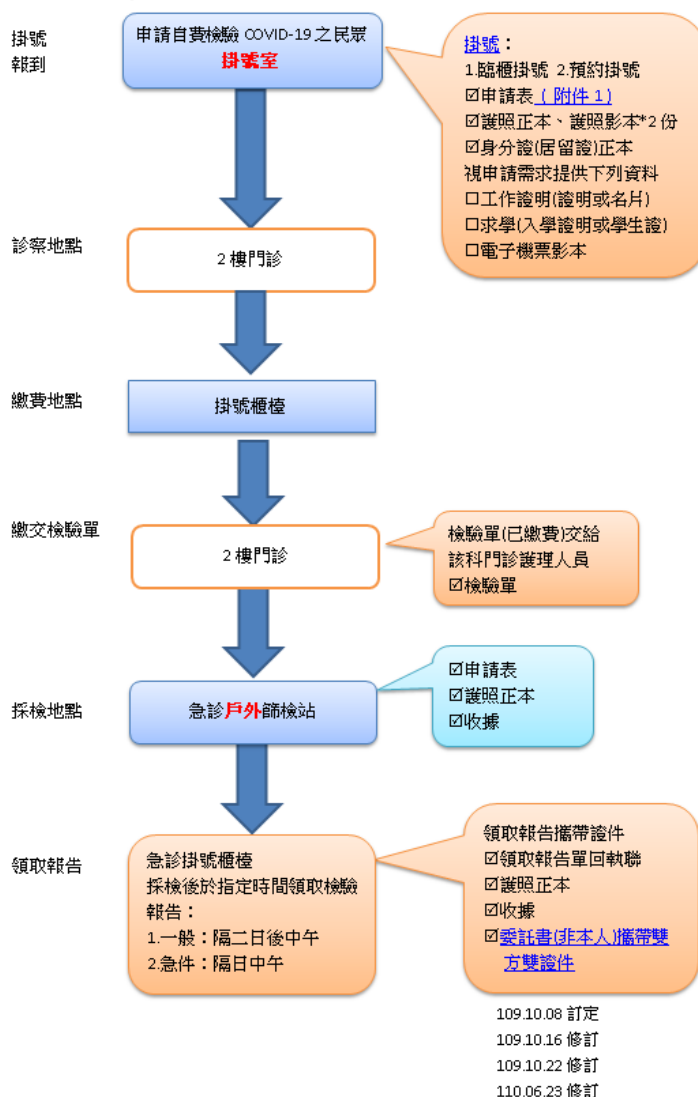 掛號
報到
申請自費檢驗 COVID-19 之民眾
掛號室
掛號：
1.臨櫃掛號 2.預約掛號
☑申請表（附件 1）
☑護照正本、護照影本*2 份
☑身分證(居留證)正本
視申請需求提供下列資料
☐工作證明(證明或名片)
☐求學(入學證明或學生證)
☐電子機票影本
診察地點
2 樓門診
繳費地點
掛號櫃檯
繳交檢驗單
2 樓門診
檢驗單(已繳費)交給
該科門診護理人員
☑檢驗單
採檢地點
急診戶外篩檢站
☑申請表
☑護照正本
☑收據
領取報告
急診掛號櫃檯
採檢後於指定時間領取檢驗
報告：
1.一般：隔二日後中午
2.急件：隔日中午
領取報告攜帶證件
☑領取報告單回執聯
☑護照正本
☑收據
☑委託書(非本人)攜帶雙
方雙證件
109.10.08 訂定
109.10.16 修訂
109.10.22 修訂
110.06.23 修訂